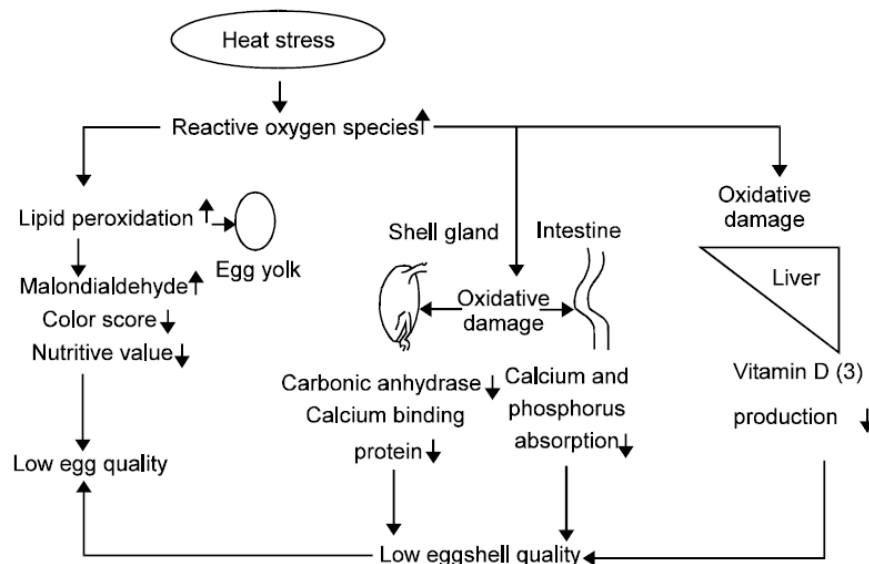 Heat stress
Reactive oxygen species
Lipid peroxidation
Egg yolk
Malondialdehyde
Color score
Nutritive value
Low egg quality
Shell gland
Intestine
Oxidative
damage
Carbonic anhydrase
Calcium binding
protein
Calcium and
phosphorus
absorption
Oxidative
damage
Liver
Vitamin D (3)
production
Low eggshell quality